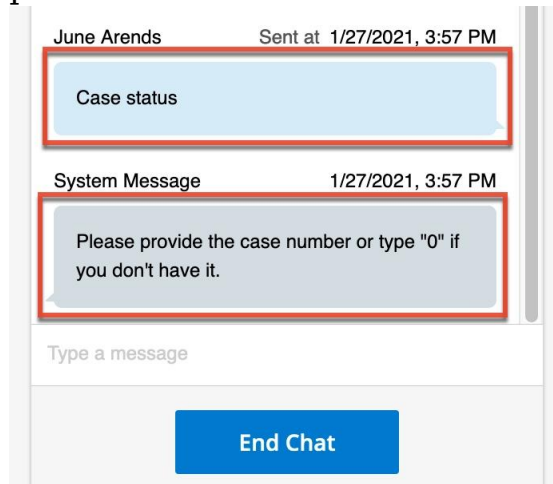 June Arends Sent at 1/27/2021, 3:57 PM
Case status
System Message 1/27/2021, 3:57 PM
Please provide the case number or type "0" if
you don't have it.
Type a message
End Chat